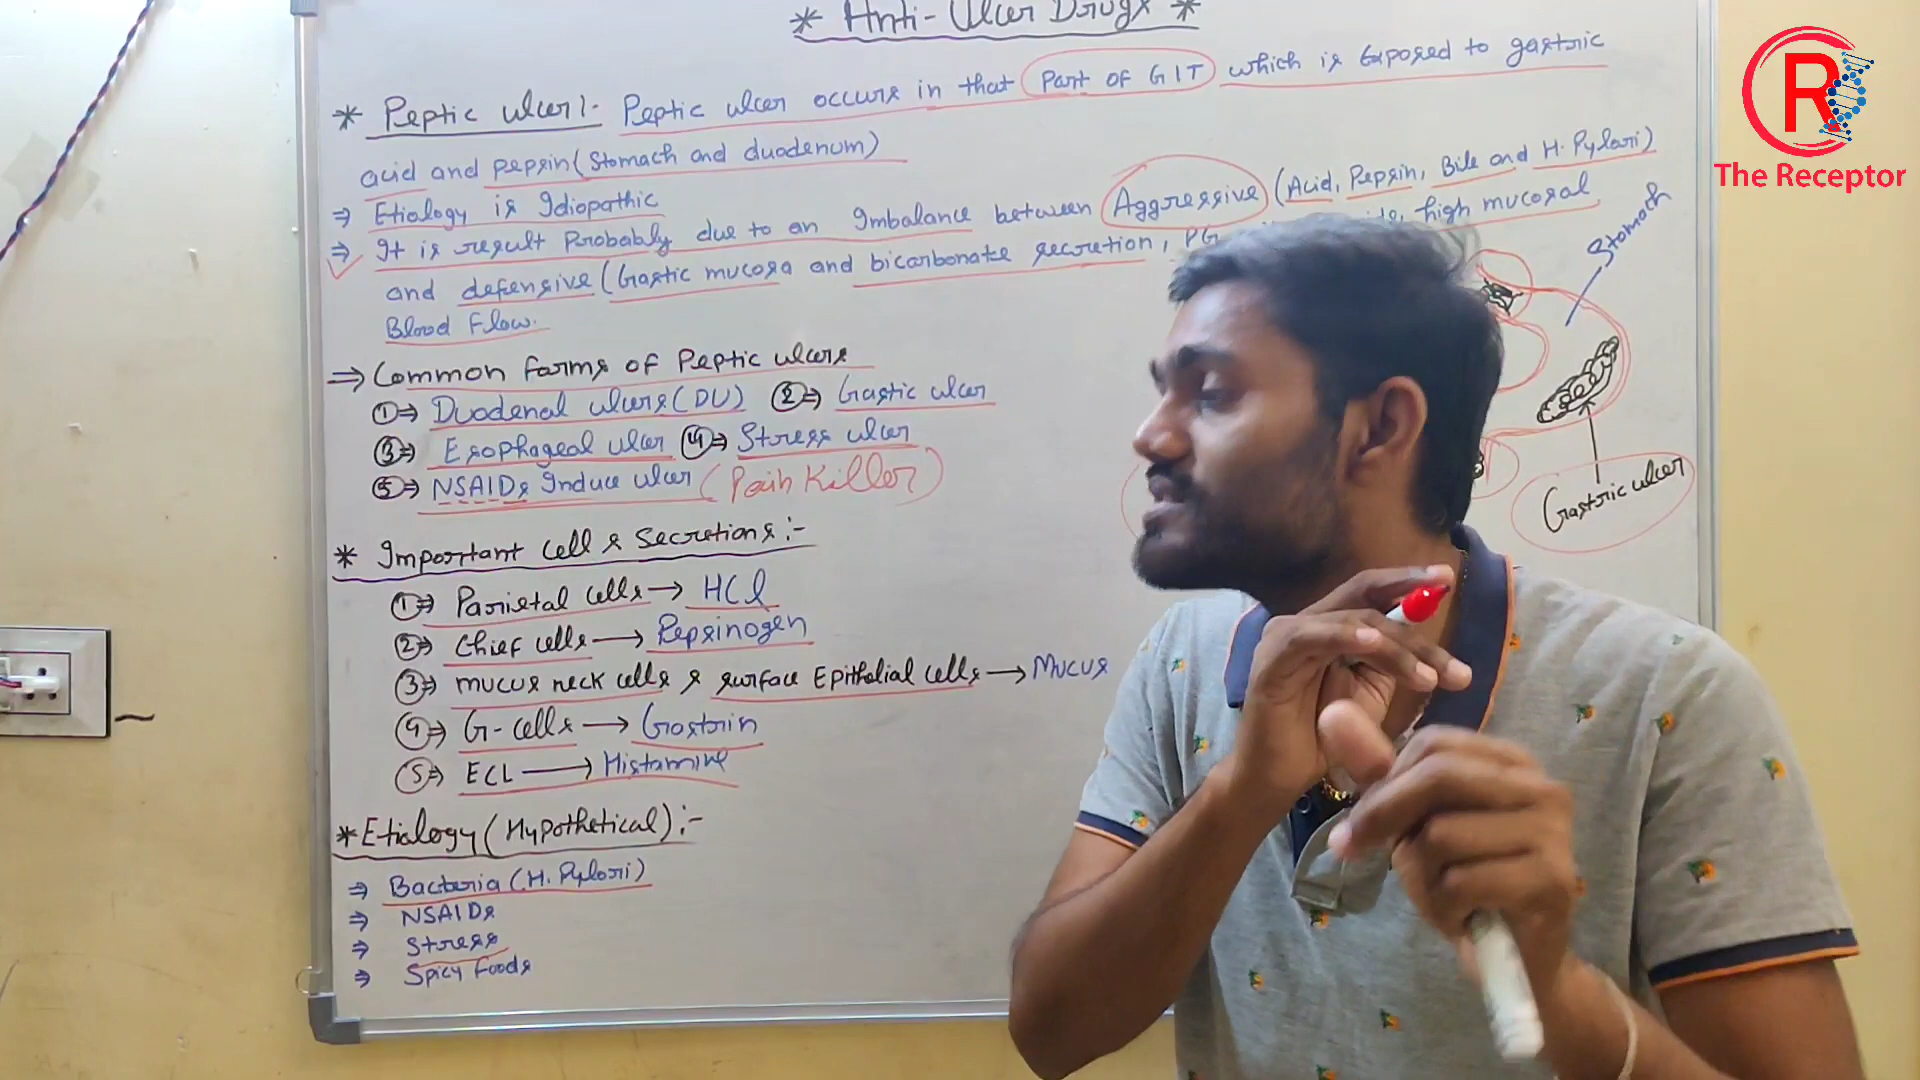 * Anti-Ulcer Drugs *
* Peptic ulcer:- Peptic ulcer occurs in that Part of GIT which is Exposed to gastric
acid and pepsin (Stomach and duodenum)
⇒ Etiology is Idiopathic
⇒ It is result Probably due to an Imbalance between Aggressive (Acid, Pepsin, Bile and H. Pylori)
and defensive (Gastic mucosa and bicarbonate secretion, PG high mucosal
Blood Flow.
⇒ Common forms of Peptic ulcers
① ⇒ Duodenal ulcers (DU) ② ⇒ Gastic ulcer
③ ⇒ Esophageal ulcer ④ ⇒ Stress ulcer
⑤ ⇒ NSAIDs Induce ulcer (Pain Killer)
* Important cell & Secretions:-
① ⇒ Parietal cells → HCl
② ⇒ Chief cells → Pepsinogen
③ ⇒ mucus neck cells & surface Epithelial cells → Mucus
④ ⇒ G-cells → Gastrin
⑤ ⇒ ECL → Histamine
* Etiology (Hypothetical):-
⇒ Bacteria (H. Pylori)
⇒ NSAIDs
⇒ Stress
⇒ Spicy Foods
Stomach
Gastric ulcer
R
The Receptor